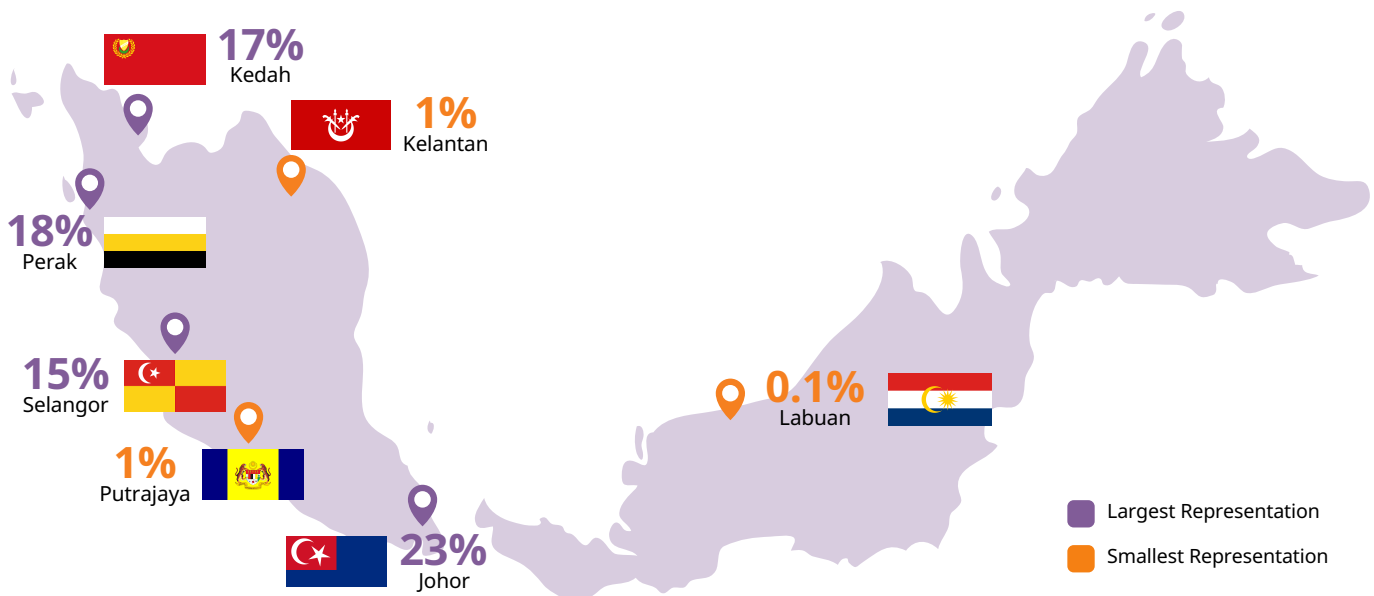 17%
Kedah
1%
Kelantan
18%
Perak
15%
Selangor
0.1%
Labuan
1%
Putrajaya
23%
Johor
Largest Representation
Smallest Representation